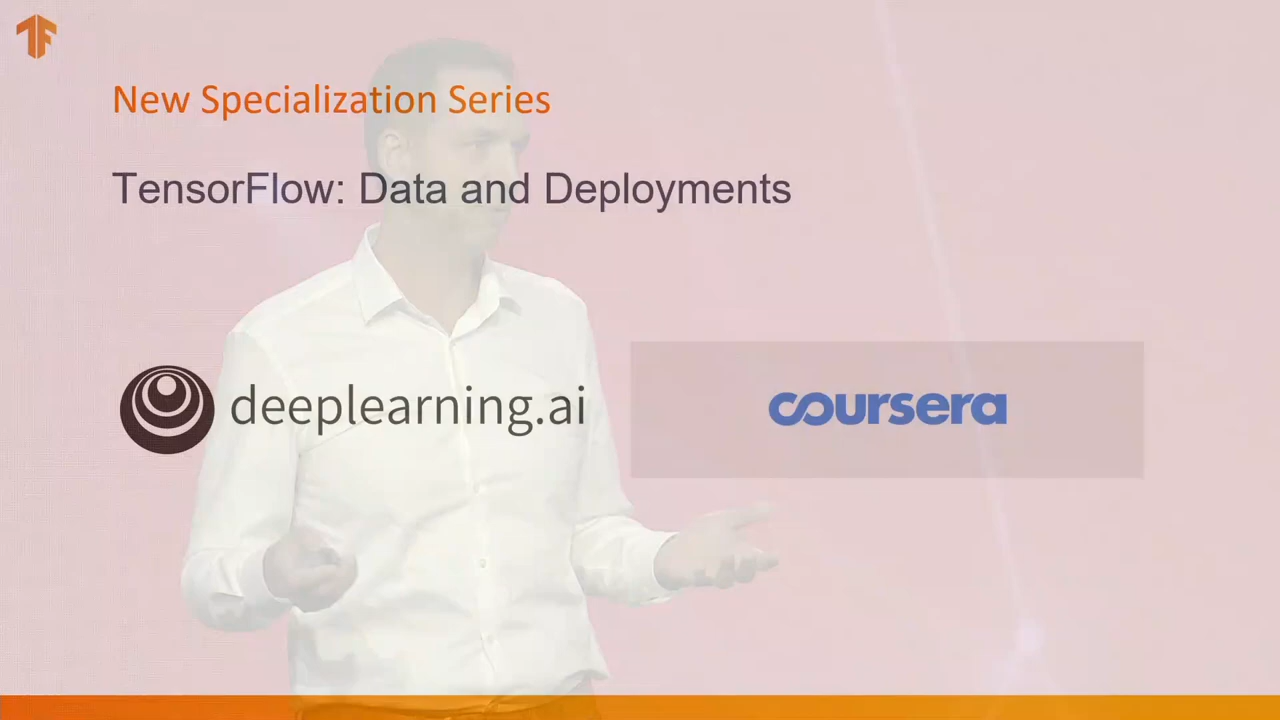 New Specialization Series
TensorFlow: Data and Deployments
deeplearning.ai
coursera